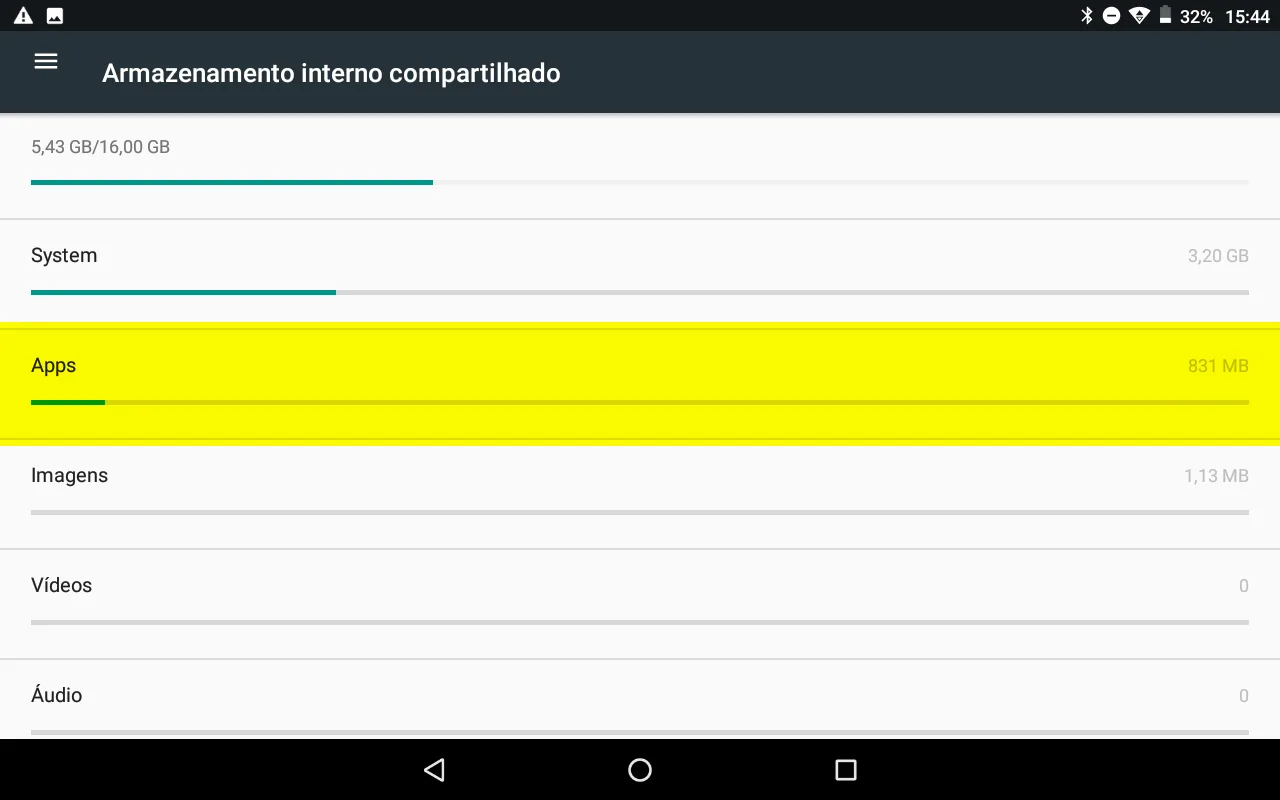 32% 15:44
Armazenamento interno compartilhado
5,43 GB/16,00 GB
System 3,20 GB
Apps 831 MB
Imagens 1,13 MB
Vídeos 0
Áudio 0